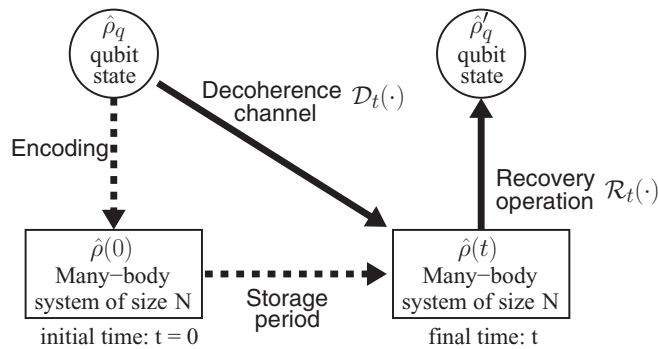 ρ̂_q
qubit
state
ρ̂′_q
qubit
state
Decoherence
channel 𝒟_t(·)
Encoding
Recovery
operation ℛ_t(·)
ρ̂(0)
Many−body
system of size N
Storage
period
ρ̂(t)
Many−body
system of size N
initial time: t = 0
final time: t